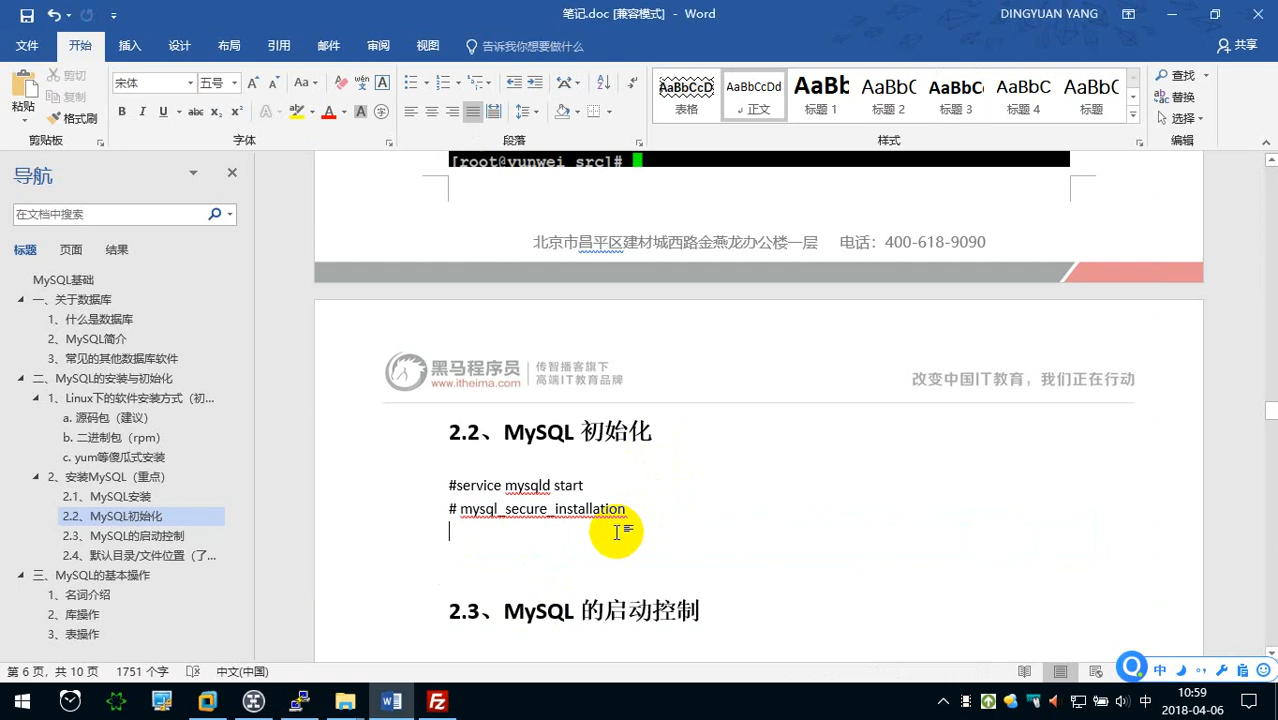 笔记.doc [兼容模式] - Word
DINGYUAN YANG
文件
开始
插入
设计
布局
引用
邮件
审阅
视图
告诉我你想要做什么
共享
粘贴
剪切
复制
格式刷
剪贴板
宋体
五号
字体
段落
AaBbCcD
表格
AaBbCcDd
正文
AaBb
标题 1
AaBbC
标题 2
AaBbC
标题 3
AaBbC
标题 4
AaBbC
标题
样式
查找
替换
选择
编辑
导航
在文档中搜索
标题
页面
结果
MySQL基础
一、关于数据库
1、什么是数据库
2、MySQL简介
3、常见的其他数据库软件
二、MySQL的安装与初始化
1、Linux下的软件安装方式（初...
a. 源码包（建议）
b. 二进制包（rpm）
c. yum等傻瓜式安装
2、安装MySQL（重点）
2.1、MySQL安装
2.2、MySQL初始化
2.3、MySQL的启动控制
2.4、默认目录/文件位置（了...
三、MySQL的基本操作
1、名词介绍
2、库操作
3、表操作
[root@yunwei src]#
北京市昌平区建材城西路金燕龙办公楼一层 电话：400-618-9090
黑马程序员
www.itheima.com
传智播客旗下
高端IT教育品牌
改变中国IT教育，我们正在行动
2.2、MySQL 初始化
#service mysqld start
# mysql_secure_installation
2.3、MySQL 的启动控制
第 6 页，共 10 页
1751 个字
中文(中国)
中
中
10:59
2018-04-06